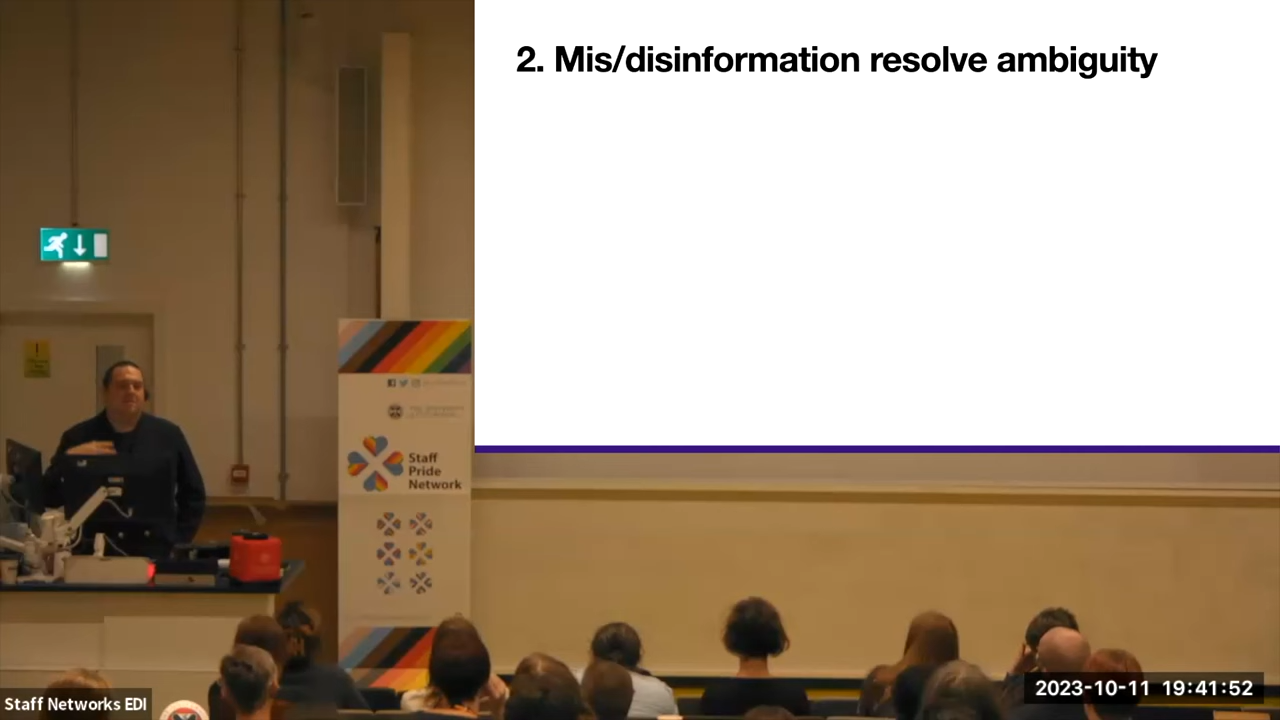 2. Mis/disinformation resolve ambiguity
Staff
Pride
Network
Staff Networks EDI
2023-10-11 19:41:52